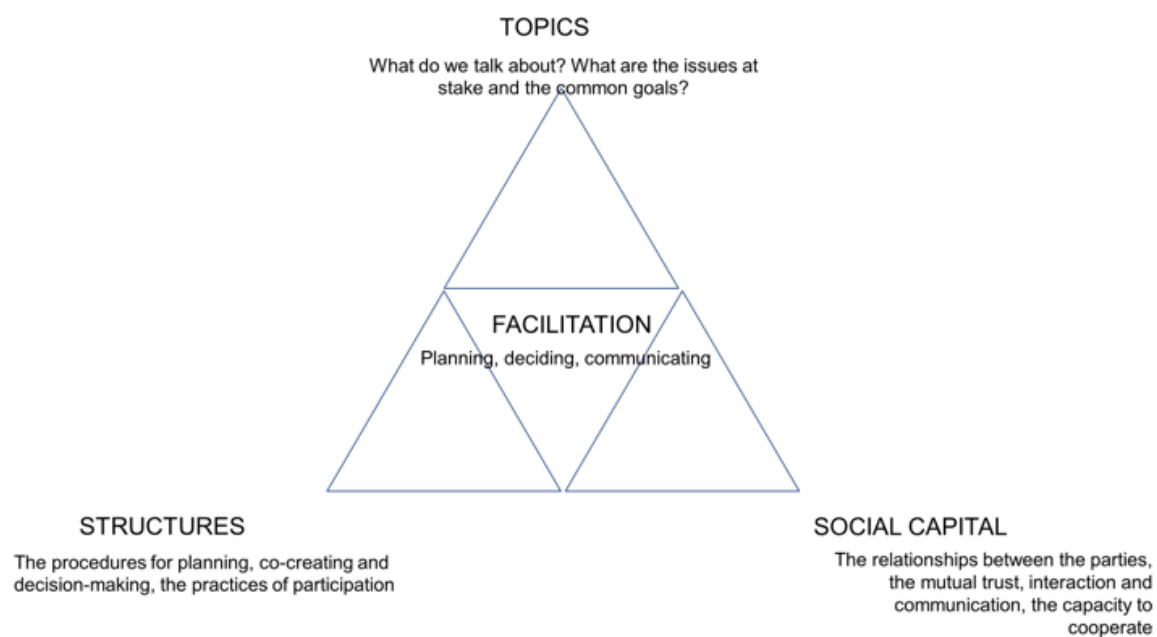 TOPICS
What do we talk about? What are the issues at
stake and the common goals?
FACILITATION
Planning, deciding, communicating
STRUCTURES
The procedures for planning, co-creating and
decision-making, the practices of participation
SOCIAL CAPITAL
The relationships between the parties,
the mutual trust, interaction and
communication, the capacity to
cooperate